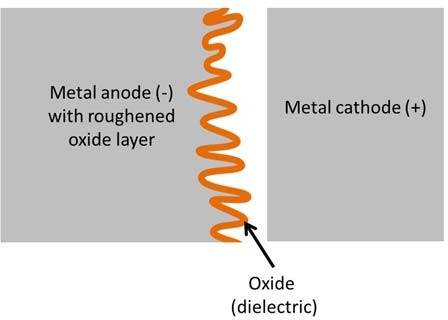 Metal anode (-)
with roughened
oxide layer
Metal cathode (+)
Oxide
(dielectric)